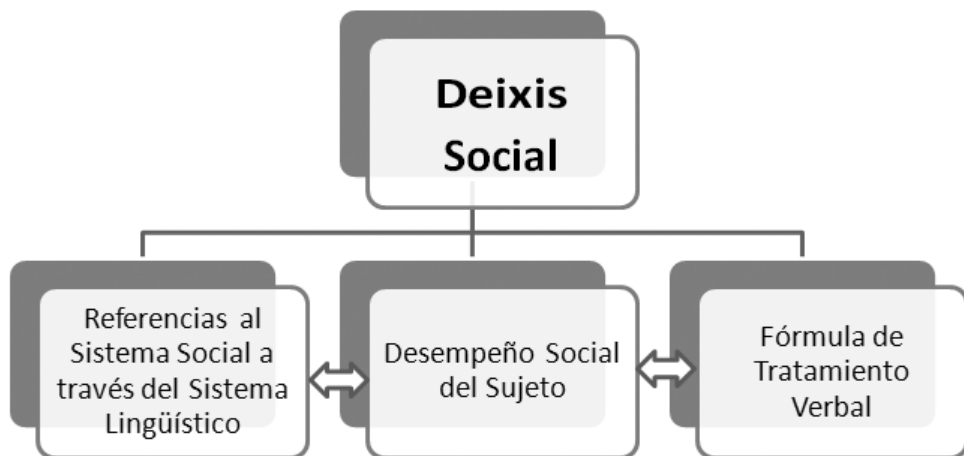 Deixis
Social
Referencias al
Sistema Social a
través del Sistema
Lingüístico
Desempeño Social
del Sujeto
Fórmula de
Tratamiento
Verbal